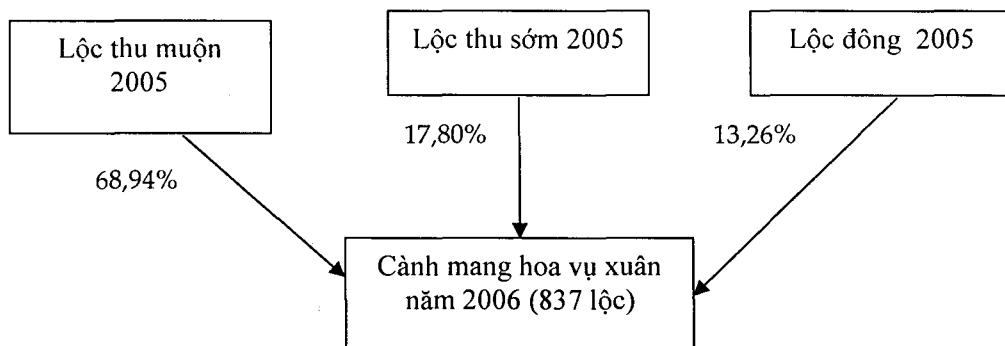 Lộc thu muộn
2005
Lộc thu sớm 2005
Lộc đông 2005
68,94%
17,80%
13,26%
Cành mang hoa vụ xuân
năm 2006 (837 lộc)